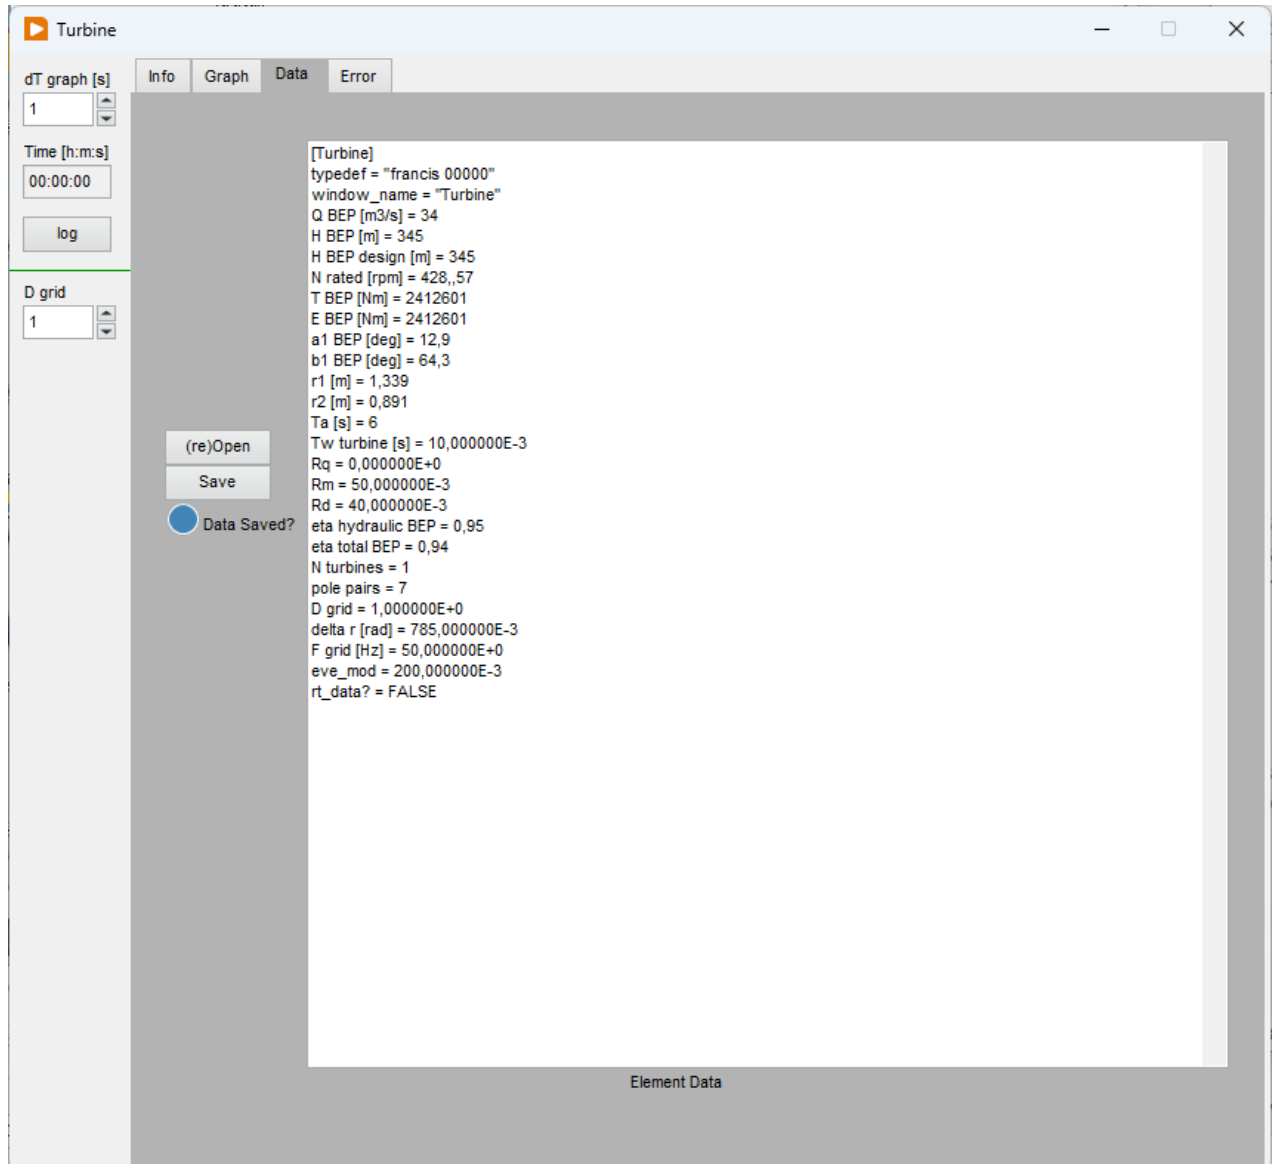 Turbine
Info
Graph
Data
Error
dT graph [s]
1
Time [h:m:s]
00:00:00
log
D grid
1
(re)Open
Save
Data Saved?
[Turbine]
typedef = "francis 00000"
window_name = "Turbine"
Q BEP [m3/s] = 34
H BEP [m] = 345
H BEP design [m] = 345
N rated [rpm] = 428,,57
T BEP [Nm] = 2412601
E BEP [Nm] = 2412601
a1 BEP [deg] = 12,9
b1 BEP [deg] = 64,3
r1 [m] = 1,339
r2 [m] = 0,891
Ta [s] = 6
Tw turbine [s] = 10,000000E-3
Rq = 0,000000E+0
Rm = 50,000000E-3
Rd = 40,000000E-3
eta hydraulic BEP = 0,95
eta total BEP = 0,94
N turbines = 1
pole pairs = 7
D grid = 1,000000E+0
delta r [rad] = 785,000000E-3
F grid [Hz] = 50,000000E+0
eve_mod = 200,000000E-3
rt_data? = FALSE
Element Data